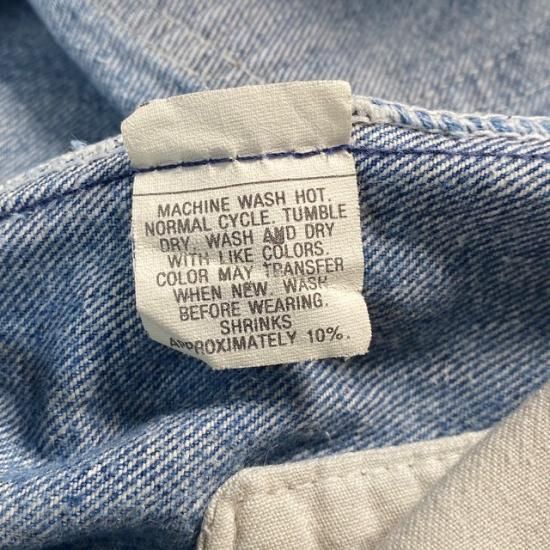 MACHINE WASH HOT.
NORMAL CYCLE. TUMBLE
DRY. WASH AND DRY
WITH LIKE COLORS.
COLOR MAY TRANSFER
WHEN NEW. WASH
BEFORE WEARING.
SHRINKS
APPROXIMATELY 10%.